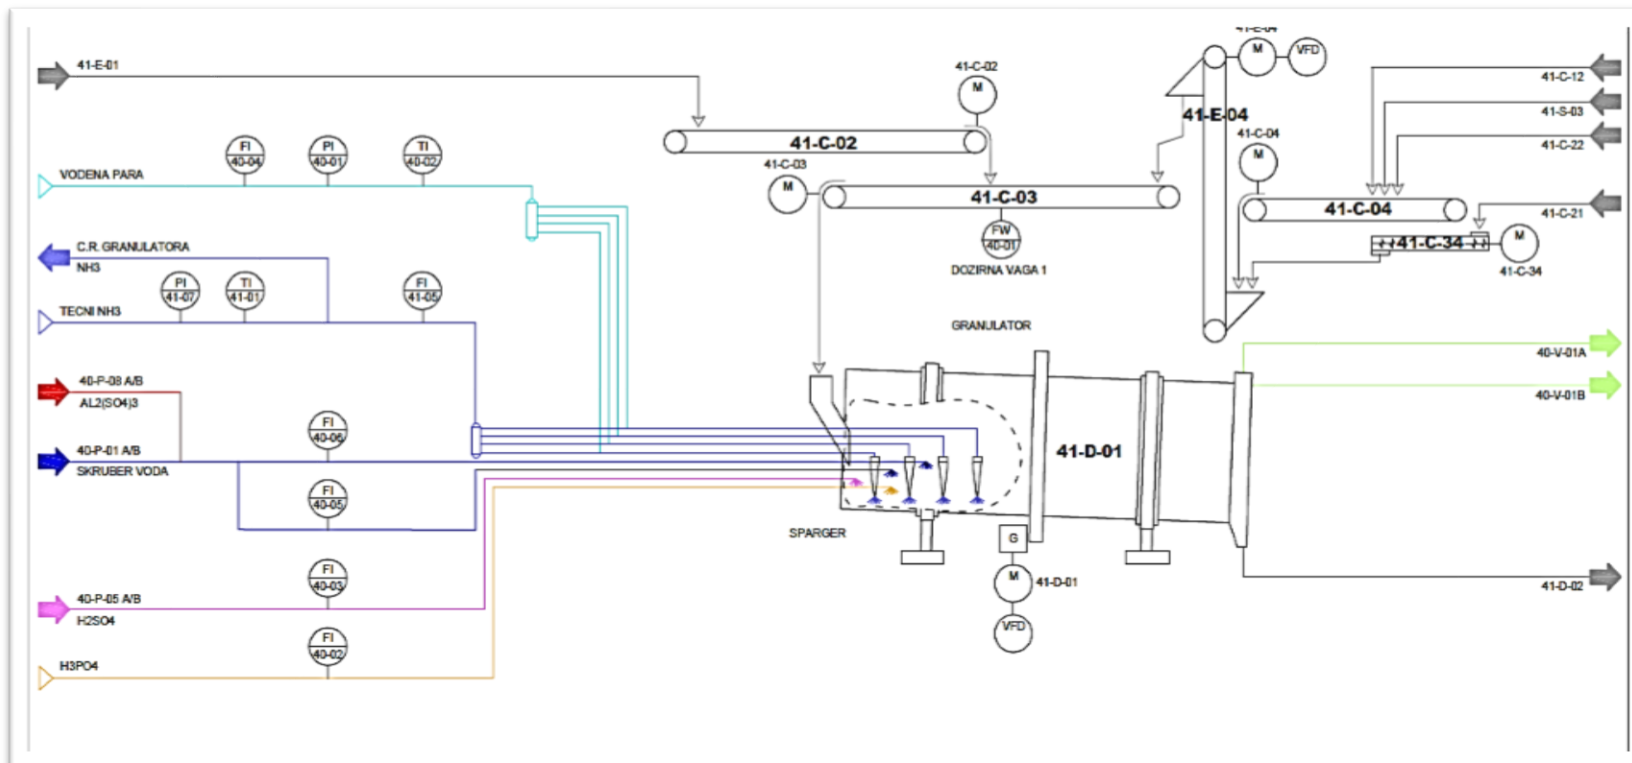 41-E-01
41-C-02
M
41-C-02
41-E-04
M
VFD
41-E-04
41-C-12
41-S-03
41-C-22
41-C-21
41-C-04
M
41-C-04
41-C-34
M
41-C-34
41-C-03
M
41-C-03
FW
40-01
DOZIRNA VAGA 1
VODENA PARA
FI
40-04
PI
40-01
TI
40-02
C.R. GRANULATORA
NH3
PI
41-07
TI
41-01
FI
41-05
TECNI NH3
40-P-08 A/B
AL2(SO4)3
40-P-01 A/B
SKRUBER VODA
FI
40-06
FI
40-05
40-P-05 A/B
H2SO4
FI
40-03
H3PO4
FI
40-02
GRANULATOR
41-D-01
SPARGER
G
M
41-D-01
VFD
40-V-01A
40-V-01B
41-D-02